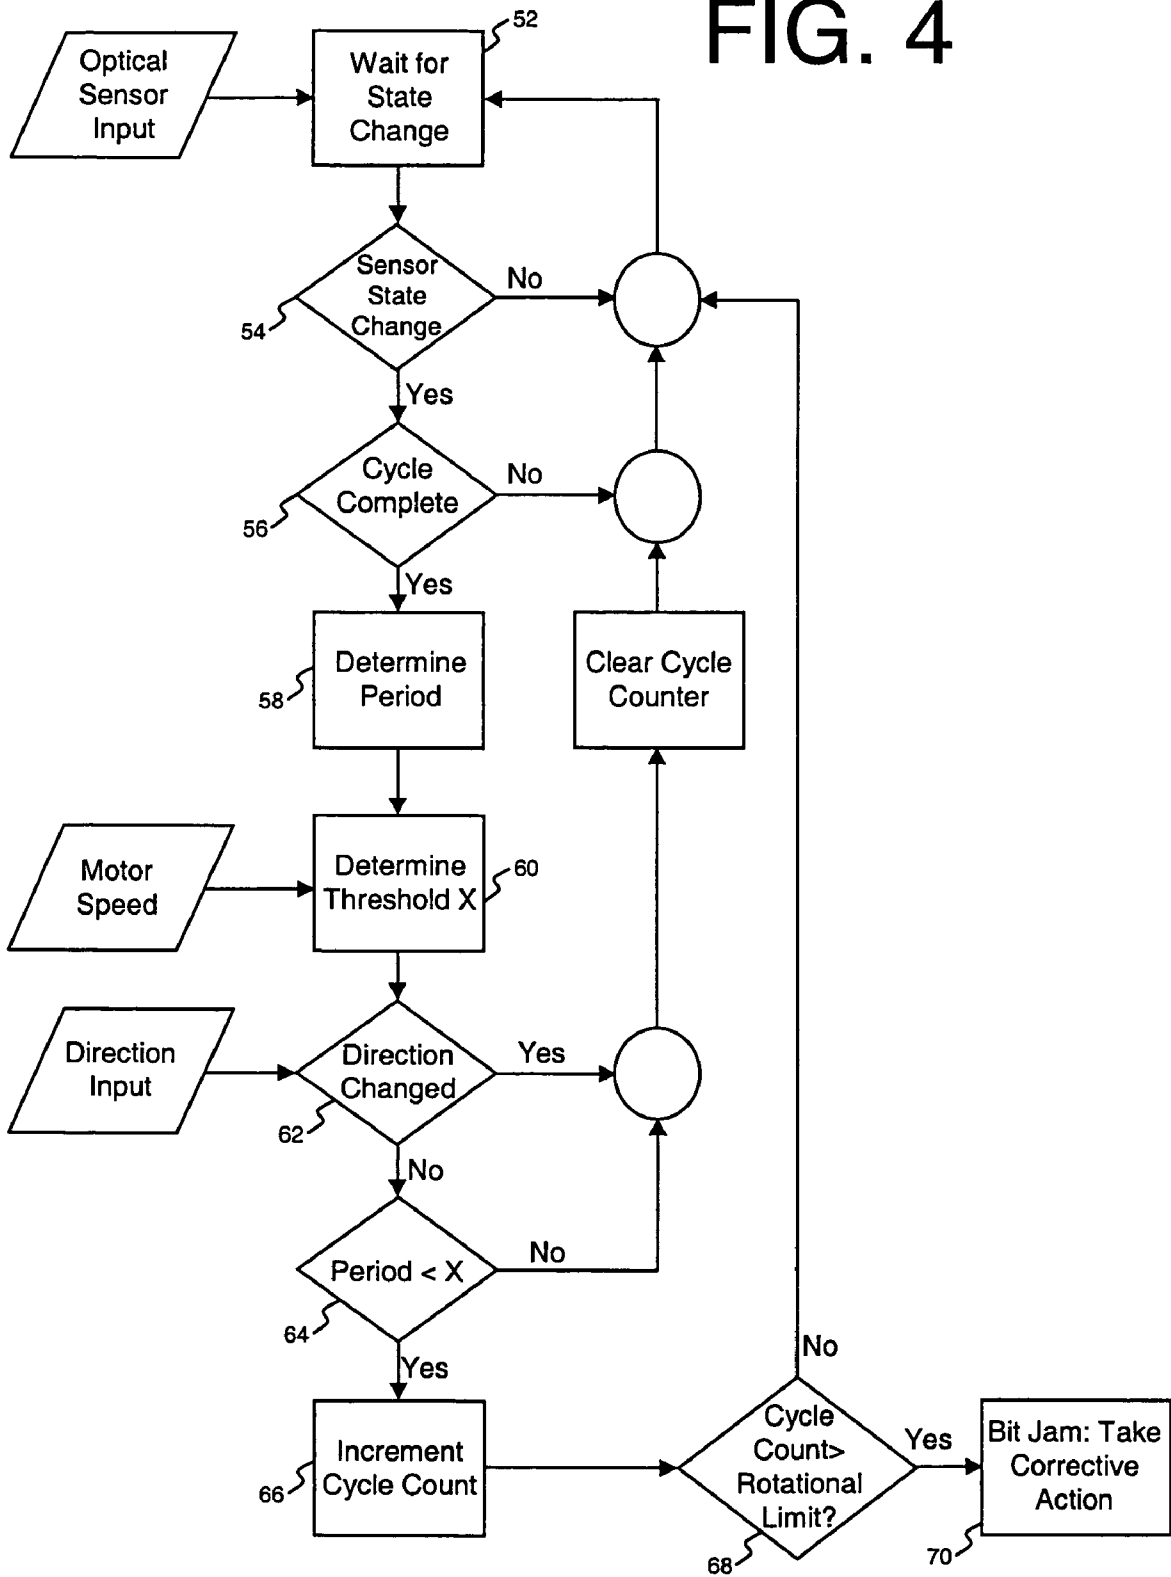 FIG. 4
52
Optical
Sensor
Input
Wait for
State
Change
Sensor
State
Change
No
54
Yes
Cycle
Complete
No
56
Yes
Determine
Period
58
Clear Cycle
Counter
Motor
Speed
Determine
Threshold X
60
Direction
Input
Direction
Changed
Yes
62
No
Period < X
No
64
Yes
No
Increment
Cycle Count
66
Cycle
Count>
Rotational
Limit?
68
Yes
Bit Jam: Take
Corrective
Action
70